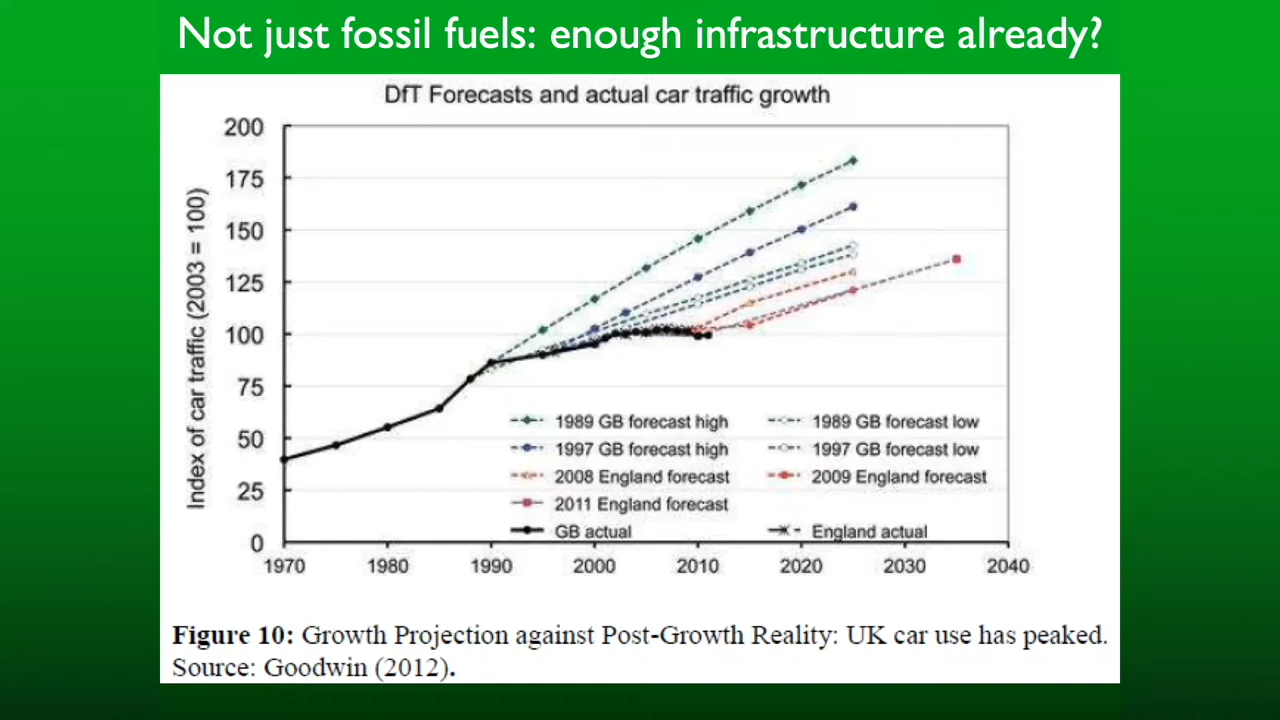 Not just fossil fuels: enough infrastructure already?
DfT Forecasts and actual car traffic growth
Index of car traffic (2003 = 100)
200
175
150
125
100
75
50
25
0
1970 1980 1990 2000 2010 2020 2030 2040
1989 GB forecast high 1989 GB forecast low
1997 GB forecast high 1997 GB forecast low
2008 England forecast 2009 England forecast
2011 England forecast
GB actual England actual
Figure 10: Growth Projection against Post-Growth Reality: UK car use has peaked.
Source: Goodwin (2012).